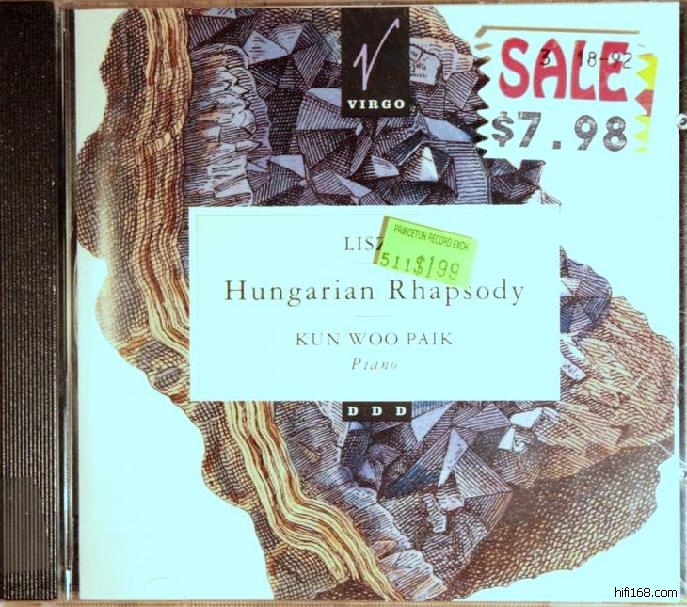 VIRGO
3 18-92
SALE
$7.98
PRINCETON RECORD EXCH
511 $1.99
LISZ
Hungarian Rhapsody
KUN WOO PAIK
Piano
D D D
hifi168.com